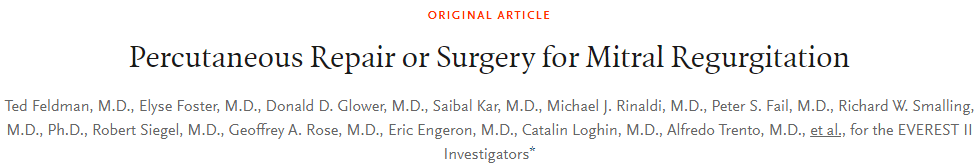 ORIGINAL ARTICLE
Percutaneous Repair or Surgery for Mitral Regurgitation
Ted Feldman, M.D., Elyse Foster, M.D., Donald D. Glower, M.D., Saibal Kar, M.D., Michael J. Rinaldi, M.D., Peter S. Fail, M.D., Richard W. Smalling,
M.D., Ph.D., Robert Siegel, M.D., Geoffrey A. Rose, M.D., Eric Engeron, M.D., Catalin Loghin, M.D., Alfredo Trento, M.D., et al., for the EVEREST II
Investigators*